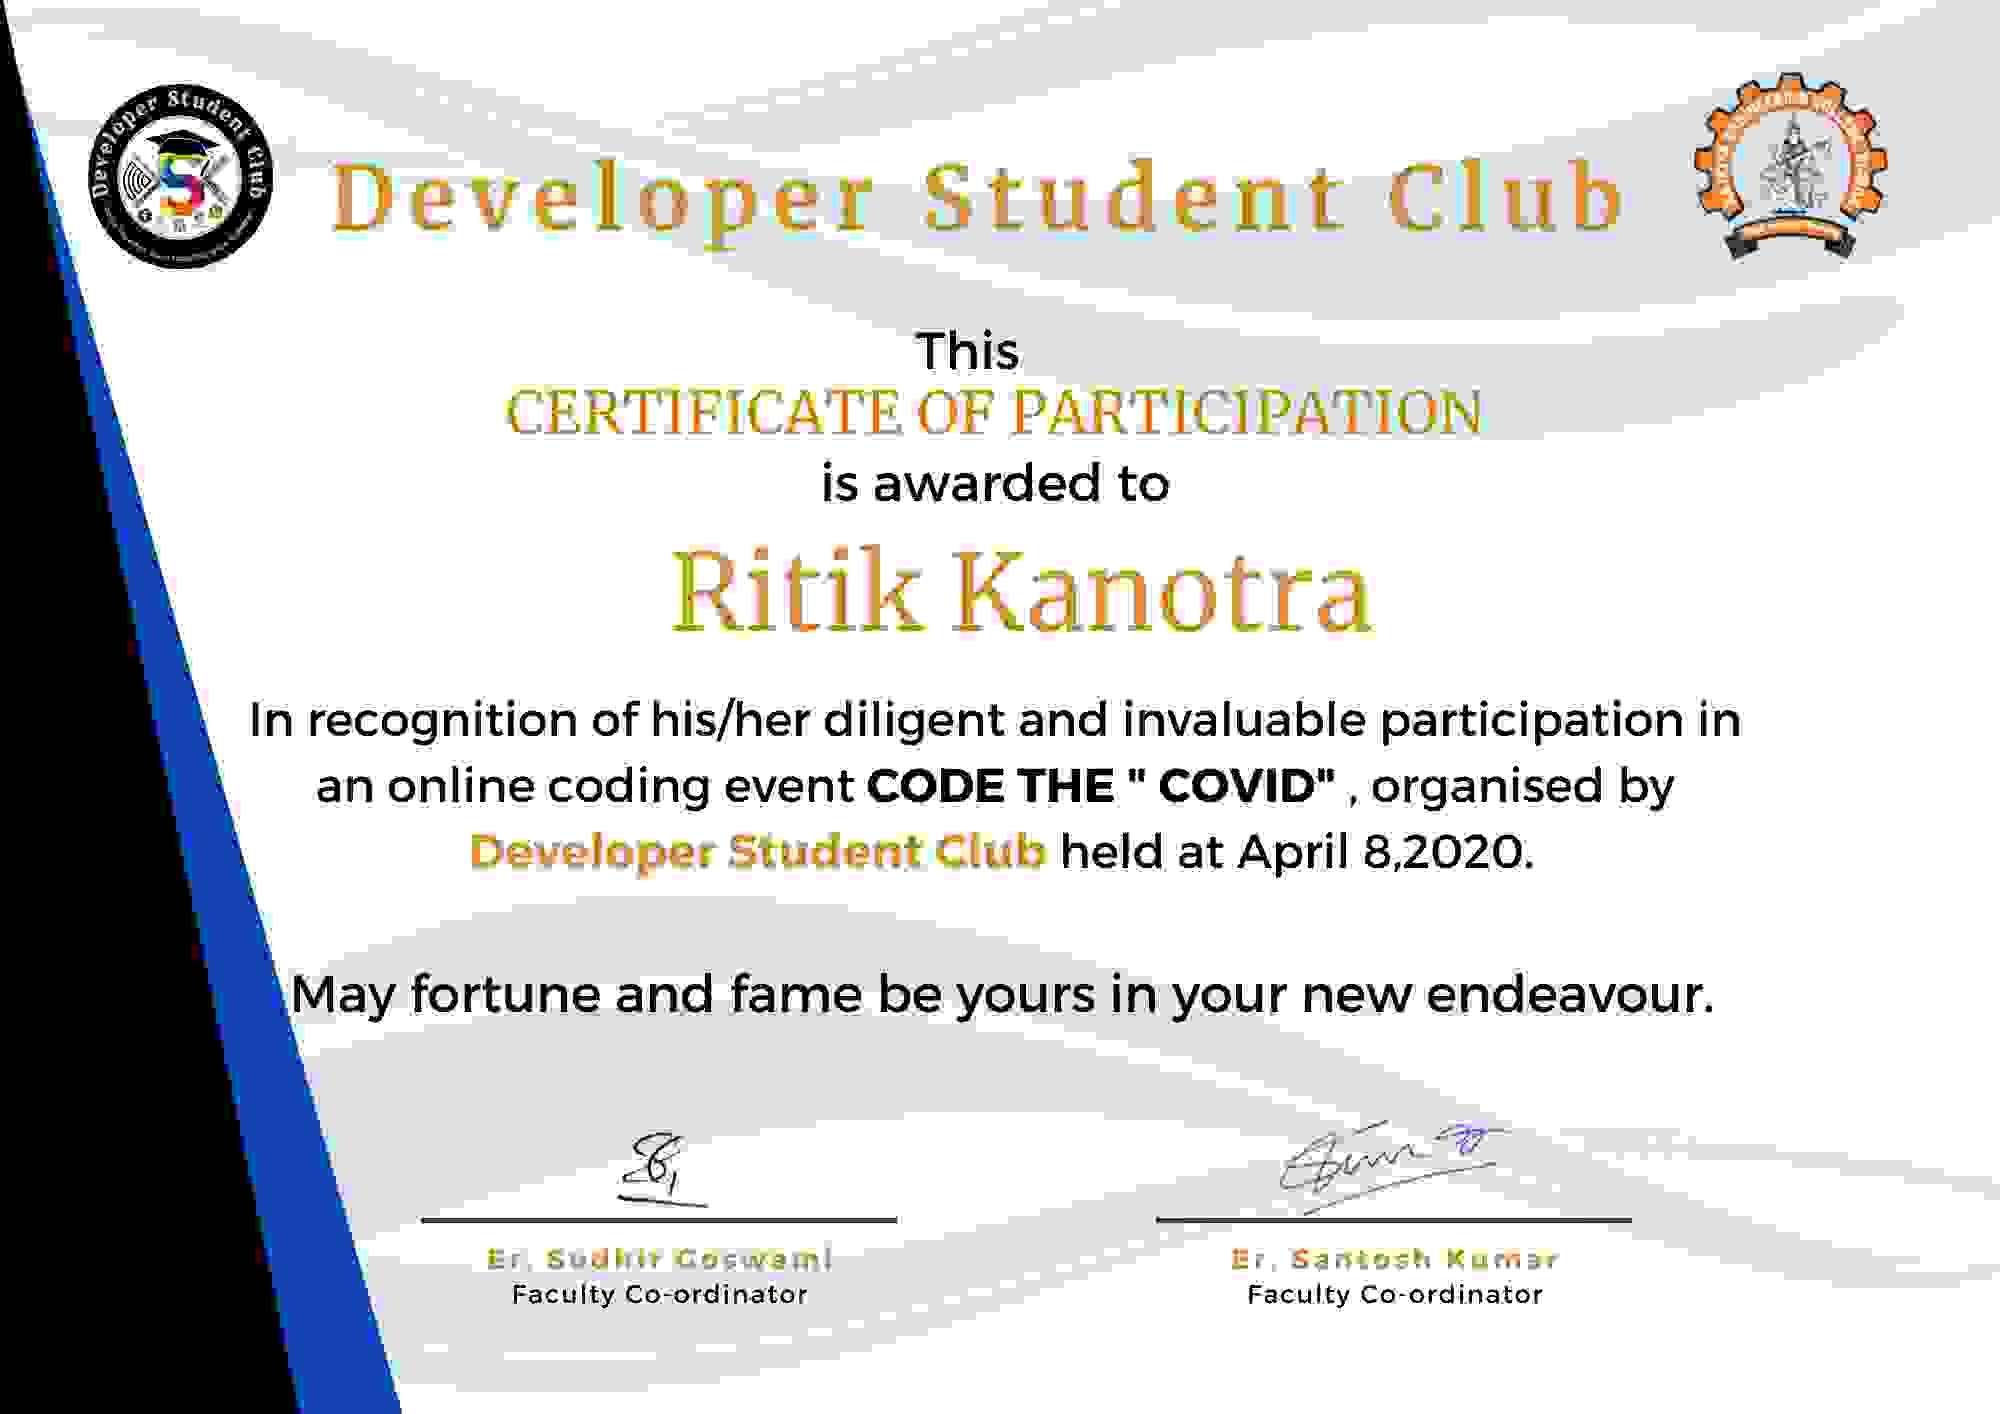 Developer Student Club
Developer Student Club
This
CERTIFICATE OF PARTICIPATION
is awarded to
Ritik Kanotra
In recognition of his/her diligent and invaluable participation in
an online coding event CODE THE " COVID" , organised by
Developer Student Club held at April 8,2020.
May fortune and fame be yours in your new endeavour.
Er. Sudhir Goswami
Faculty Co-ordinator
Er. Santosh Kumar
Faculty Co-ordinator